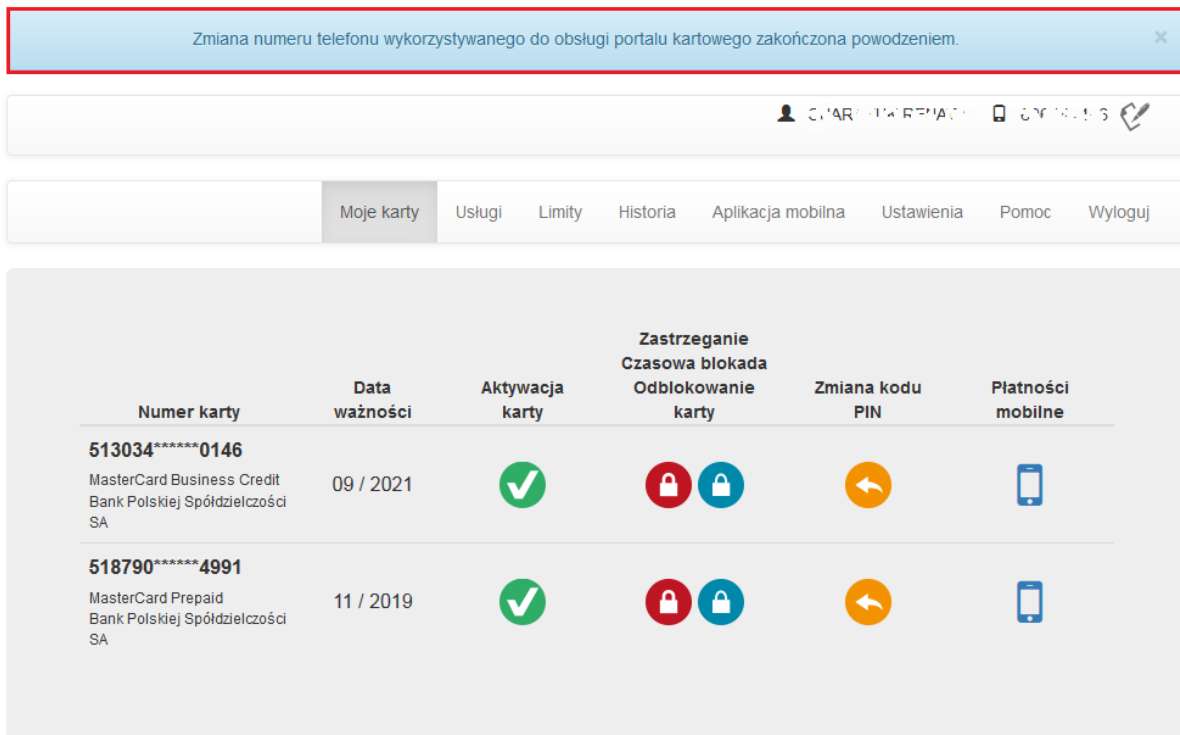 Zmiana numeru telefonu wykorzystywanego do obsługi portalu kartowego zakończona powodzeniem. ×
Moje karty Usługi Limity Historia Aplikacja mobilna Ustawienia Pomoc Wyloguj
Numer karty
Data
ważności
Aktywacja
karty
Zastrzeganie
Czasowa blokada
Odblokowanie
karty
Zmiana kodu
PIN
Płatności
mobilne
513034******0146
MasterCard Business Credit
Bank Polskiej Spółdzielczości
SA
09 / 2021
518790******4991
MasterCard Prepaid
Bank Polskiej Spółdzielczości
SA
11 / 2019